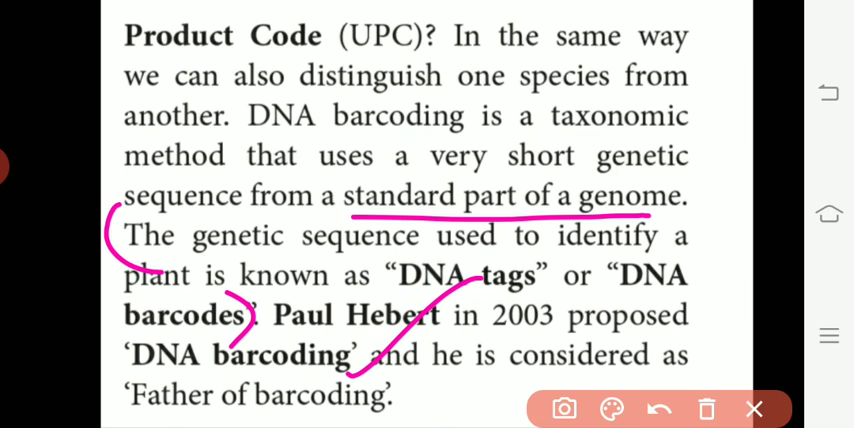 Product Code (UPC)? In the same way
we can also distinguish one species from
another. DNA barcoding is a taxonomic
method that uses a very short genetic
sequence from a standard part of a genome.
The genetic sequence used to identify a
plant is known as “DNA tags” or “DNA
barcodes”. Paul Hebert in 2003 proposed
‘DNA barcoding’ and he is considered as
‘Father of barcoding’.